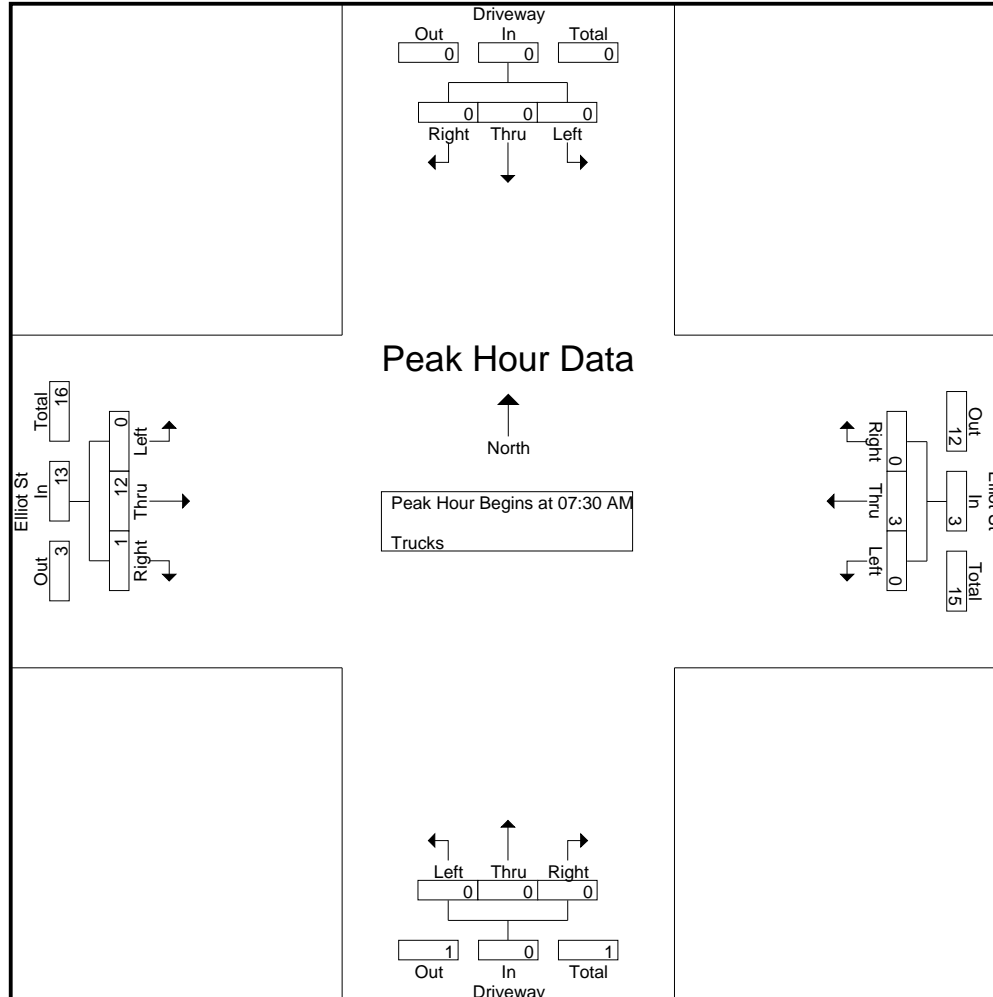 Driveway
Out In Total
0 0 0
0 0 0
Right Thru Left
Peak Hour Data
North
Peak Hour Begins at 07:30 AM
Trucks
Elliot St
Total In Out
16 13 3
0 12 1
Left Thru Right
Elliot St
Out In Total
12 3 15
0 3 0
Right Thru Left
Left Thru Right
0 0 0
1 0 1
Out In Total
Driveway